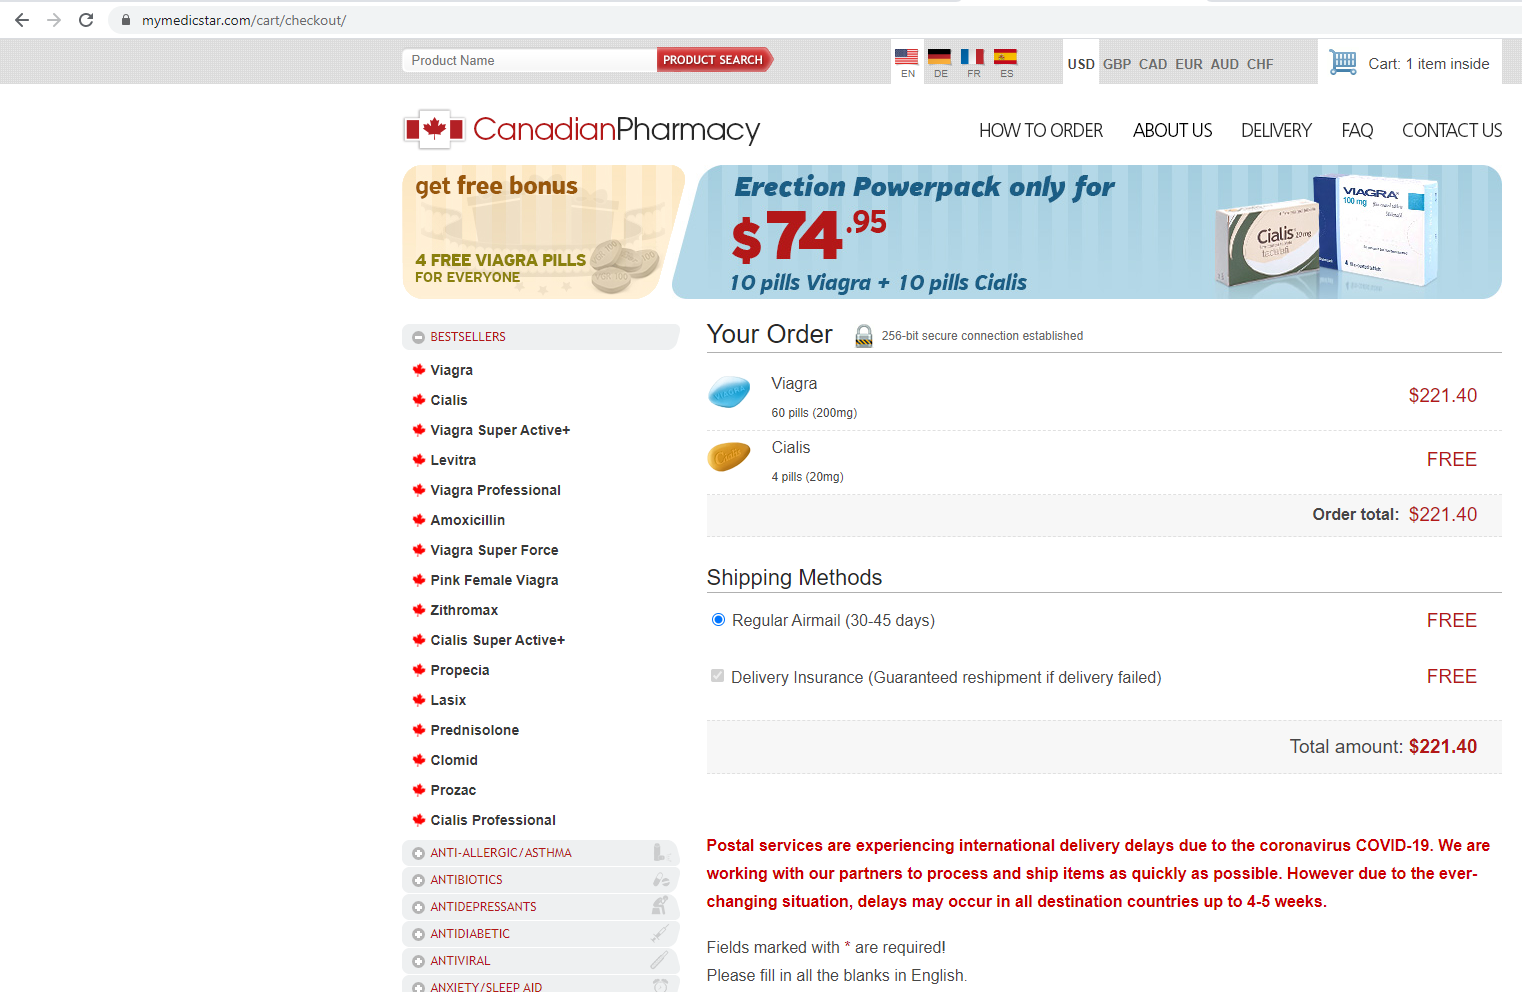 mymedicstar.com/cart/checkout/
Product Name
PRODUCT SEARCH
EN DE FR ES
USD GBP CAD EUR AUD CHF
Cart: 1 item inside
CanadianPharmacy
HOW TO ORDER ABOUT US DELIVERY FAQ CONTACT US
get free bonus
4 FREE VIAGRA PILLS
FOR EVERYONE
Erection Powerpack only for
$74.95
10 pills Viagra + 10 pills Cialis
Cialis 20 mg
tadalafil
VIAGRA
100 mg
BESTSELLERS
Viagra
Cialis
Viagra Super Active+
Levitra
Viagra Professional
Amoxicillin
Viagra Super Force
Pink Female Viagra
Zithromax
Cialis Super Active+
Propecia
Lasix
Prednisolone
Clomid
Prozac
Cialis Professional
ANTI-ALLERGIC/ASTHMA
ANTIBIOTICS
ANTIDEPRESSANTS
ANTIDIABETIC
ANTIVIRAL
ANXIETY/SLEEP AID
Your Order
256-bit secure connection established
Viagra
60 pills (200mg)
$221.40
Cialis
4 pills (20mg)
FREE
Order total: $221.40
Shipping Methods
Regular Airmail (30-45 days) FREE
Delivery Insurance (Guaranteed reshipment if delivery failed) FREE
Total amount: $221.40
Postal services are experiencing international delivery delays due to the coronavirus COVID-19. We are
working with our partners to process and ship items as quickly as possible. However due to the ever-
changing situation, delays may occur in all destination countries up to 4-5 weeks.
Fields marked with * are required!
Please fill in all the blanks in English.